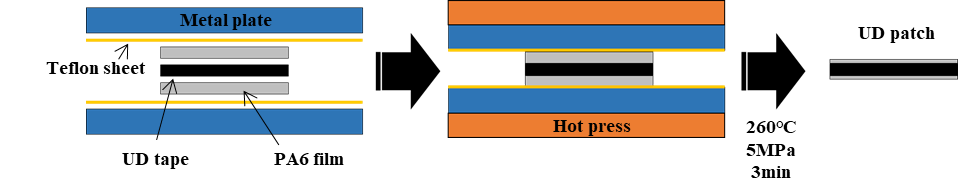 Metal plate
Teflon sheet
UD tape
PA6 film
Hot press
260℃
5MPa
3min
UD patch